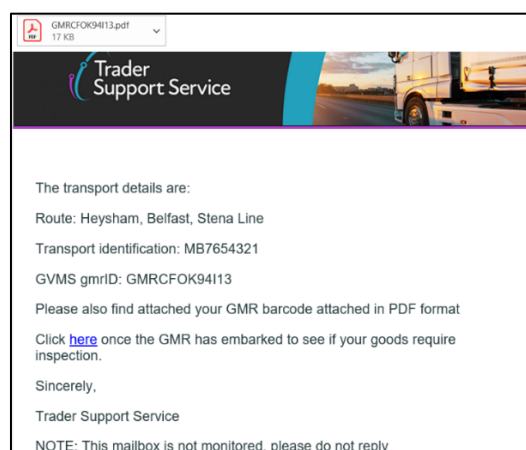 GMRCFOK94I13.pdf
PDF
17 KB
Trader
Support Service
The transport details are:
Route: Heysham, Belfast, Stena Line
Transport identification: MB7654321
GVMS gmrID: GMRCFOK94I13
Please also find attached your GMR barcode attached in PDF format
Click here once the GMR has embarked to see if your goods require
inspection.
Sincerely,
Trader Support Service
NOTE: This mailbox is not monitored, please do not reply